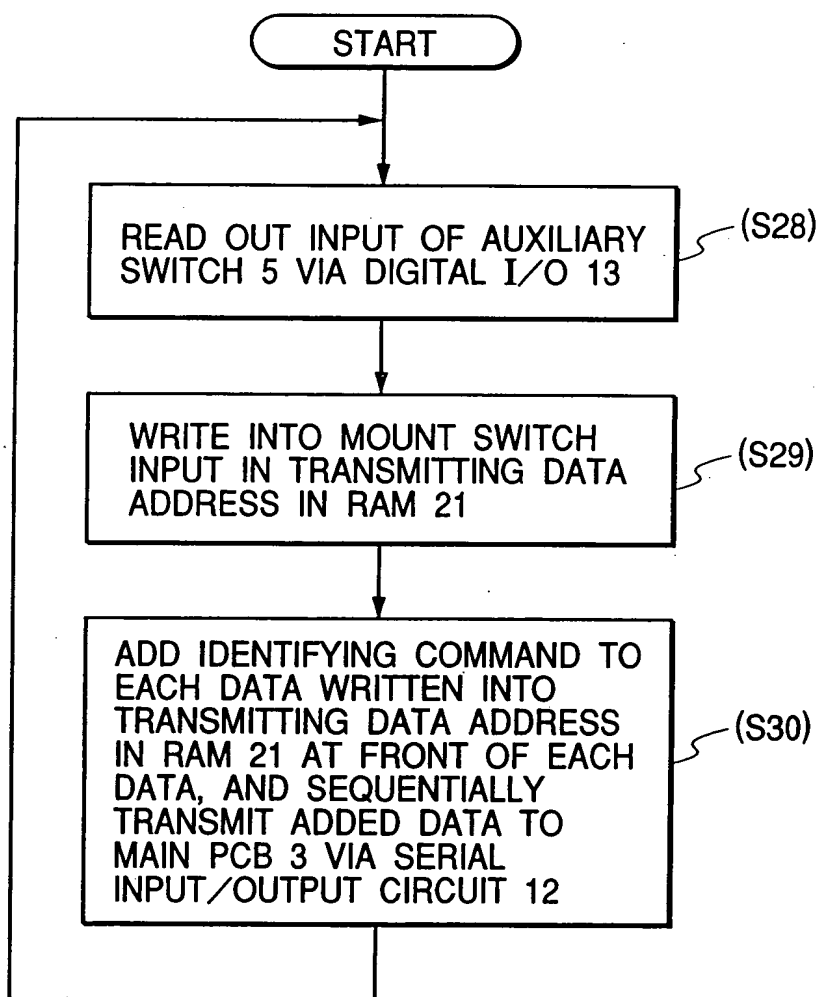 START
READ OUT INPUT OF AUXILIARY
SWITCH 5 VIA DIGITAL I/O 13
(S28)
WRITE INTO MOUNT SWITCH
INPUT IN TRANSMITTING DATA
ADDRESS IN RAM 21
(S29)
ADD IDENTIFYING COMMAND TO
EACH DATA WRITTEN INTO
TRANSMITTING DATA ADDRESS
IN RAM 21 AT FRONT OF EACH
DATA, AND SEQUENTIALLY
TRANSMIT ADDED DATA TO
MAIN PCB 3 VIA SERIAL
INPUT/OUTPUT CIRCUIT 12
(S30)